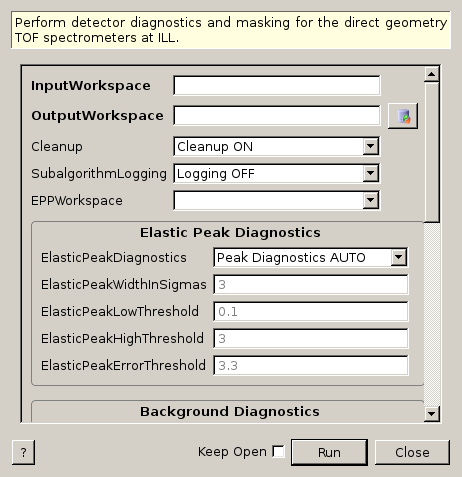 Perform detector diagnostics and masking for the direct geometry
TOF spectrometers at ILL.
InputWorkspace
OutputWorkspace
Cleanup Cleanup ON
SubalgorithmLogging Logging OFF
EPPWorkspace
Elastic Peak Diagnostics
ElasticPeakDiagnostics Peak Diagnostics AUTO
ElasticPeakWidthInSigmas 3
ElasticPeakLowThreshold 0.1
ElasticPeakHighThreshold 3
ElasticPeakErrorThreshold 3.3
Background Diagnostics
? Keep Open Run Close